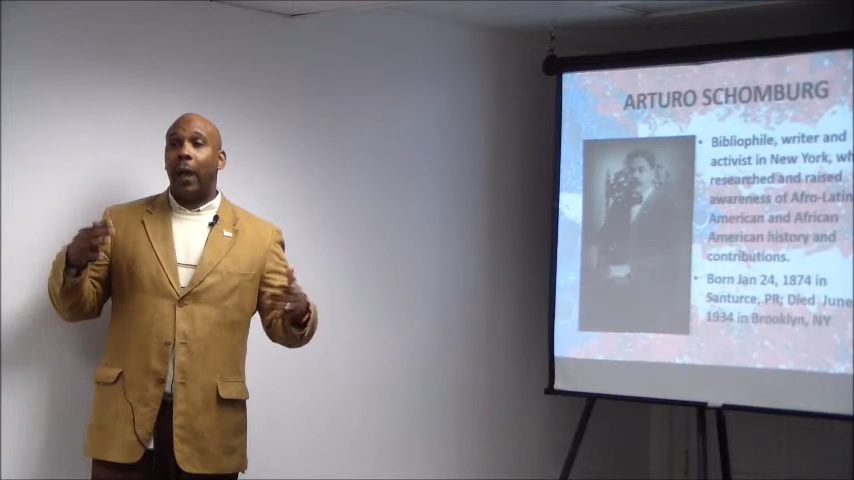 ARTURO SCHOMBURG
• Bibliophile, writer and
activist in New York, wh
researched and raised
awareness of Afro-Latin
American and African
American history and
contributions.
• Born Jan 24, 1874 in
Santurce, PR; Died June
1934 in Brooklyn, NY